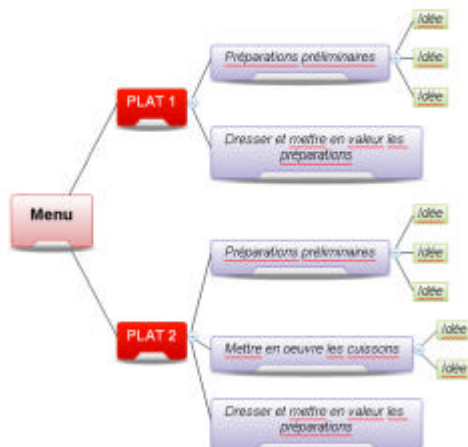 Menu
PLAT 1
Préparations préliminaires
Idée
Idée
Idée
Dresser et mettre en valeur les
préparations
PLAT 2
Préparations préliminaires
Idée
Idée
Idée
Mettre en oeuvre les cuissons
Idée
Idée
Dresser et mettre en valeur les
préparations